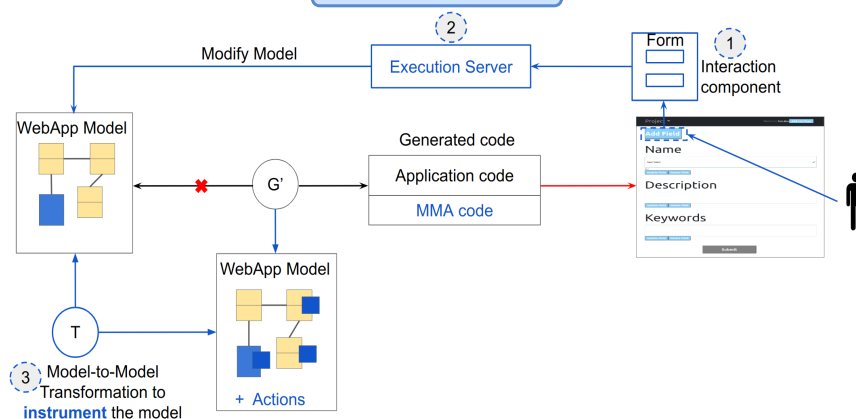 2
Modify Model
Execution Server
Form
1
Interaction
component
WebApp Model
Generated code
Application code
MMA code
G’
Project
Add Field
Name
Description
Keywords
Submit
WebApp Model
+ Actions
T
3
Model-to-Model
Transformation to
instrument the model